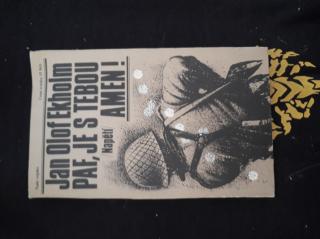 Jan Olof Ekholm
PAF, JE S TEBOU
AMEN!
Napětí